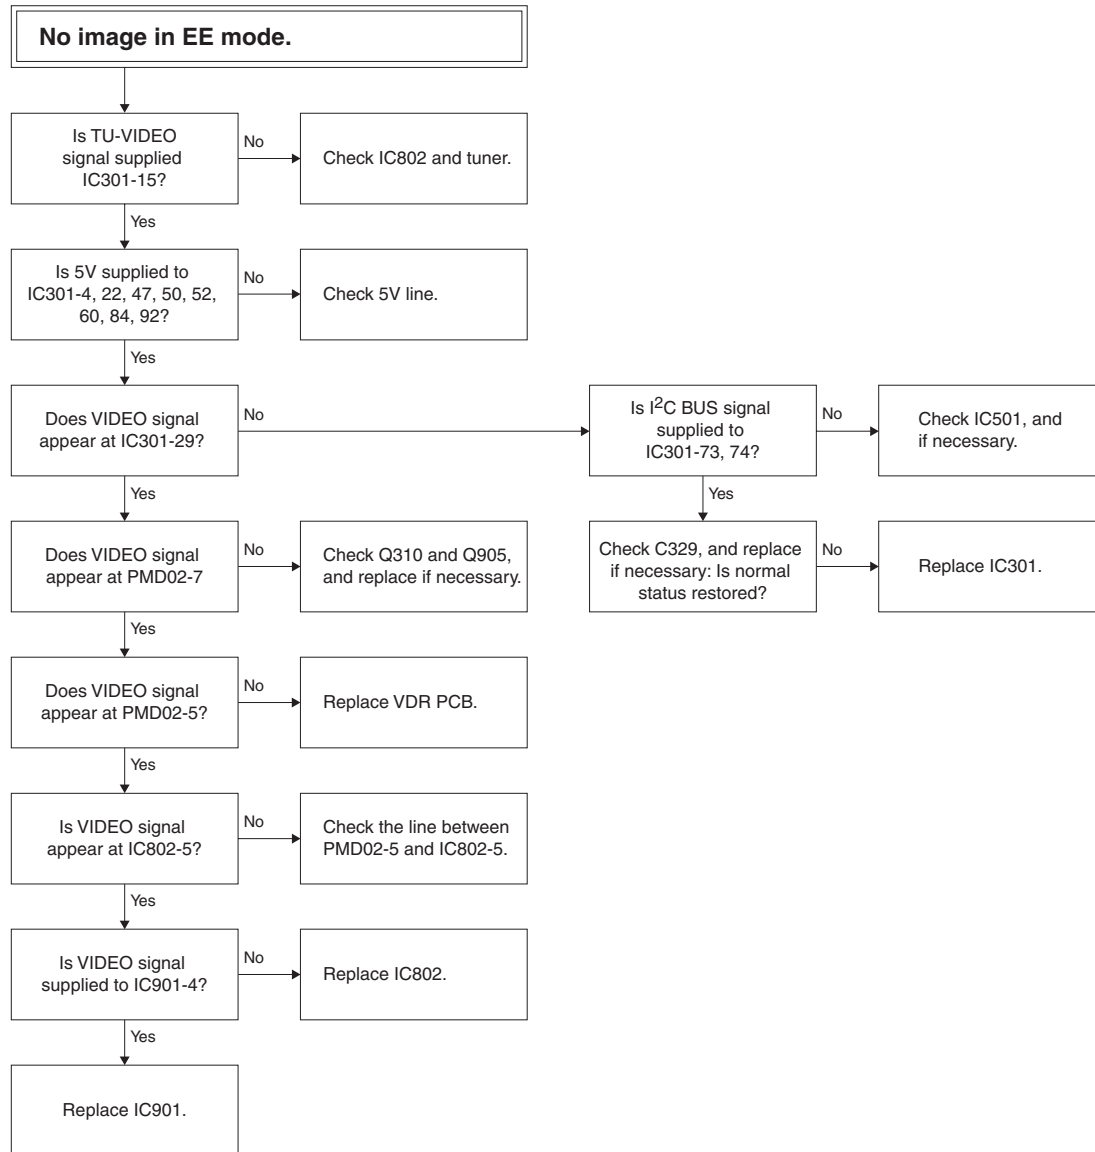 No image in EE mode.
Is TU-VIDEO
signal supplied
IC301-15?
No
Check IC802 and tuner.
Yes
Is 5V supplied to
IC301-4, 22, 47, 50, 52,
60, 84, 92?
No
Check 5V line.
Yes
Does VIDEO signal
appear at IC301-29?
No
Is I2C BUS signal
supplied to
IC301-73, 74?
No
Check IC501, and
if necessary.
Yes
Yes
Does VIDEO signal
appear at PMD02-7
No
Check Q310 and Q905,
and replace if necessary.
Check C329, and replace
if necessary: Is normal
status restored?
No
Replace IC301.
Yes
Does VIDEO signal
appear at PMD02-5?
No
Replace VDR PCB.
Yes
Is VIDEO signal
appear at IC802-5?
No
Check the line between
PMD02-5 and IC802-5.
Yes
Is VIDEO signal
supplied to IC901-4?
No
Replace IC802.
Yes
Replace IC901.